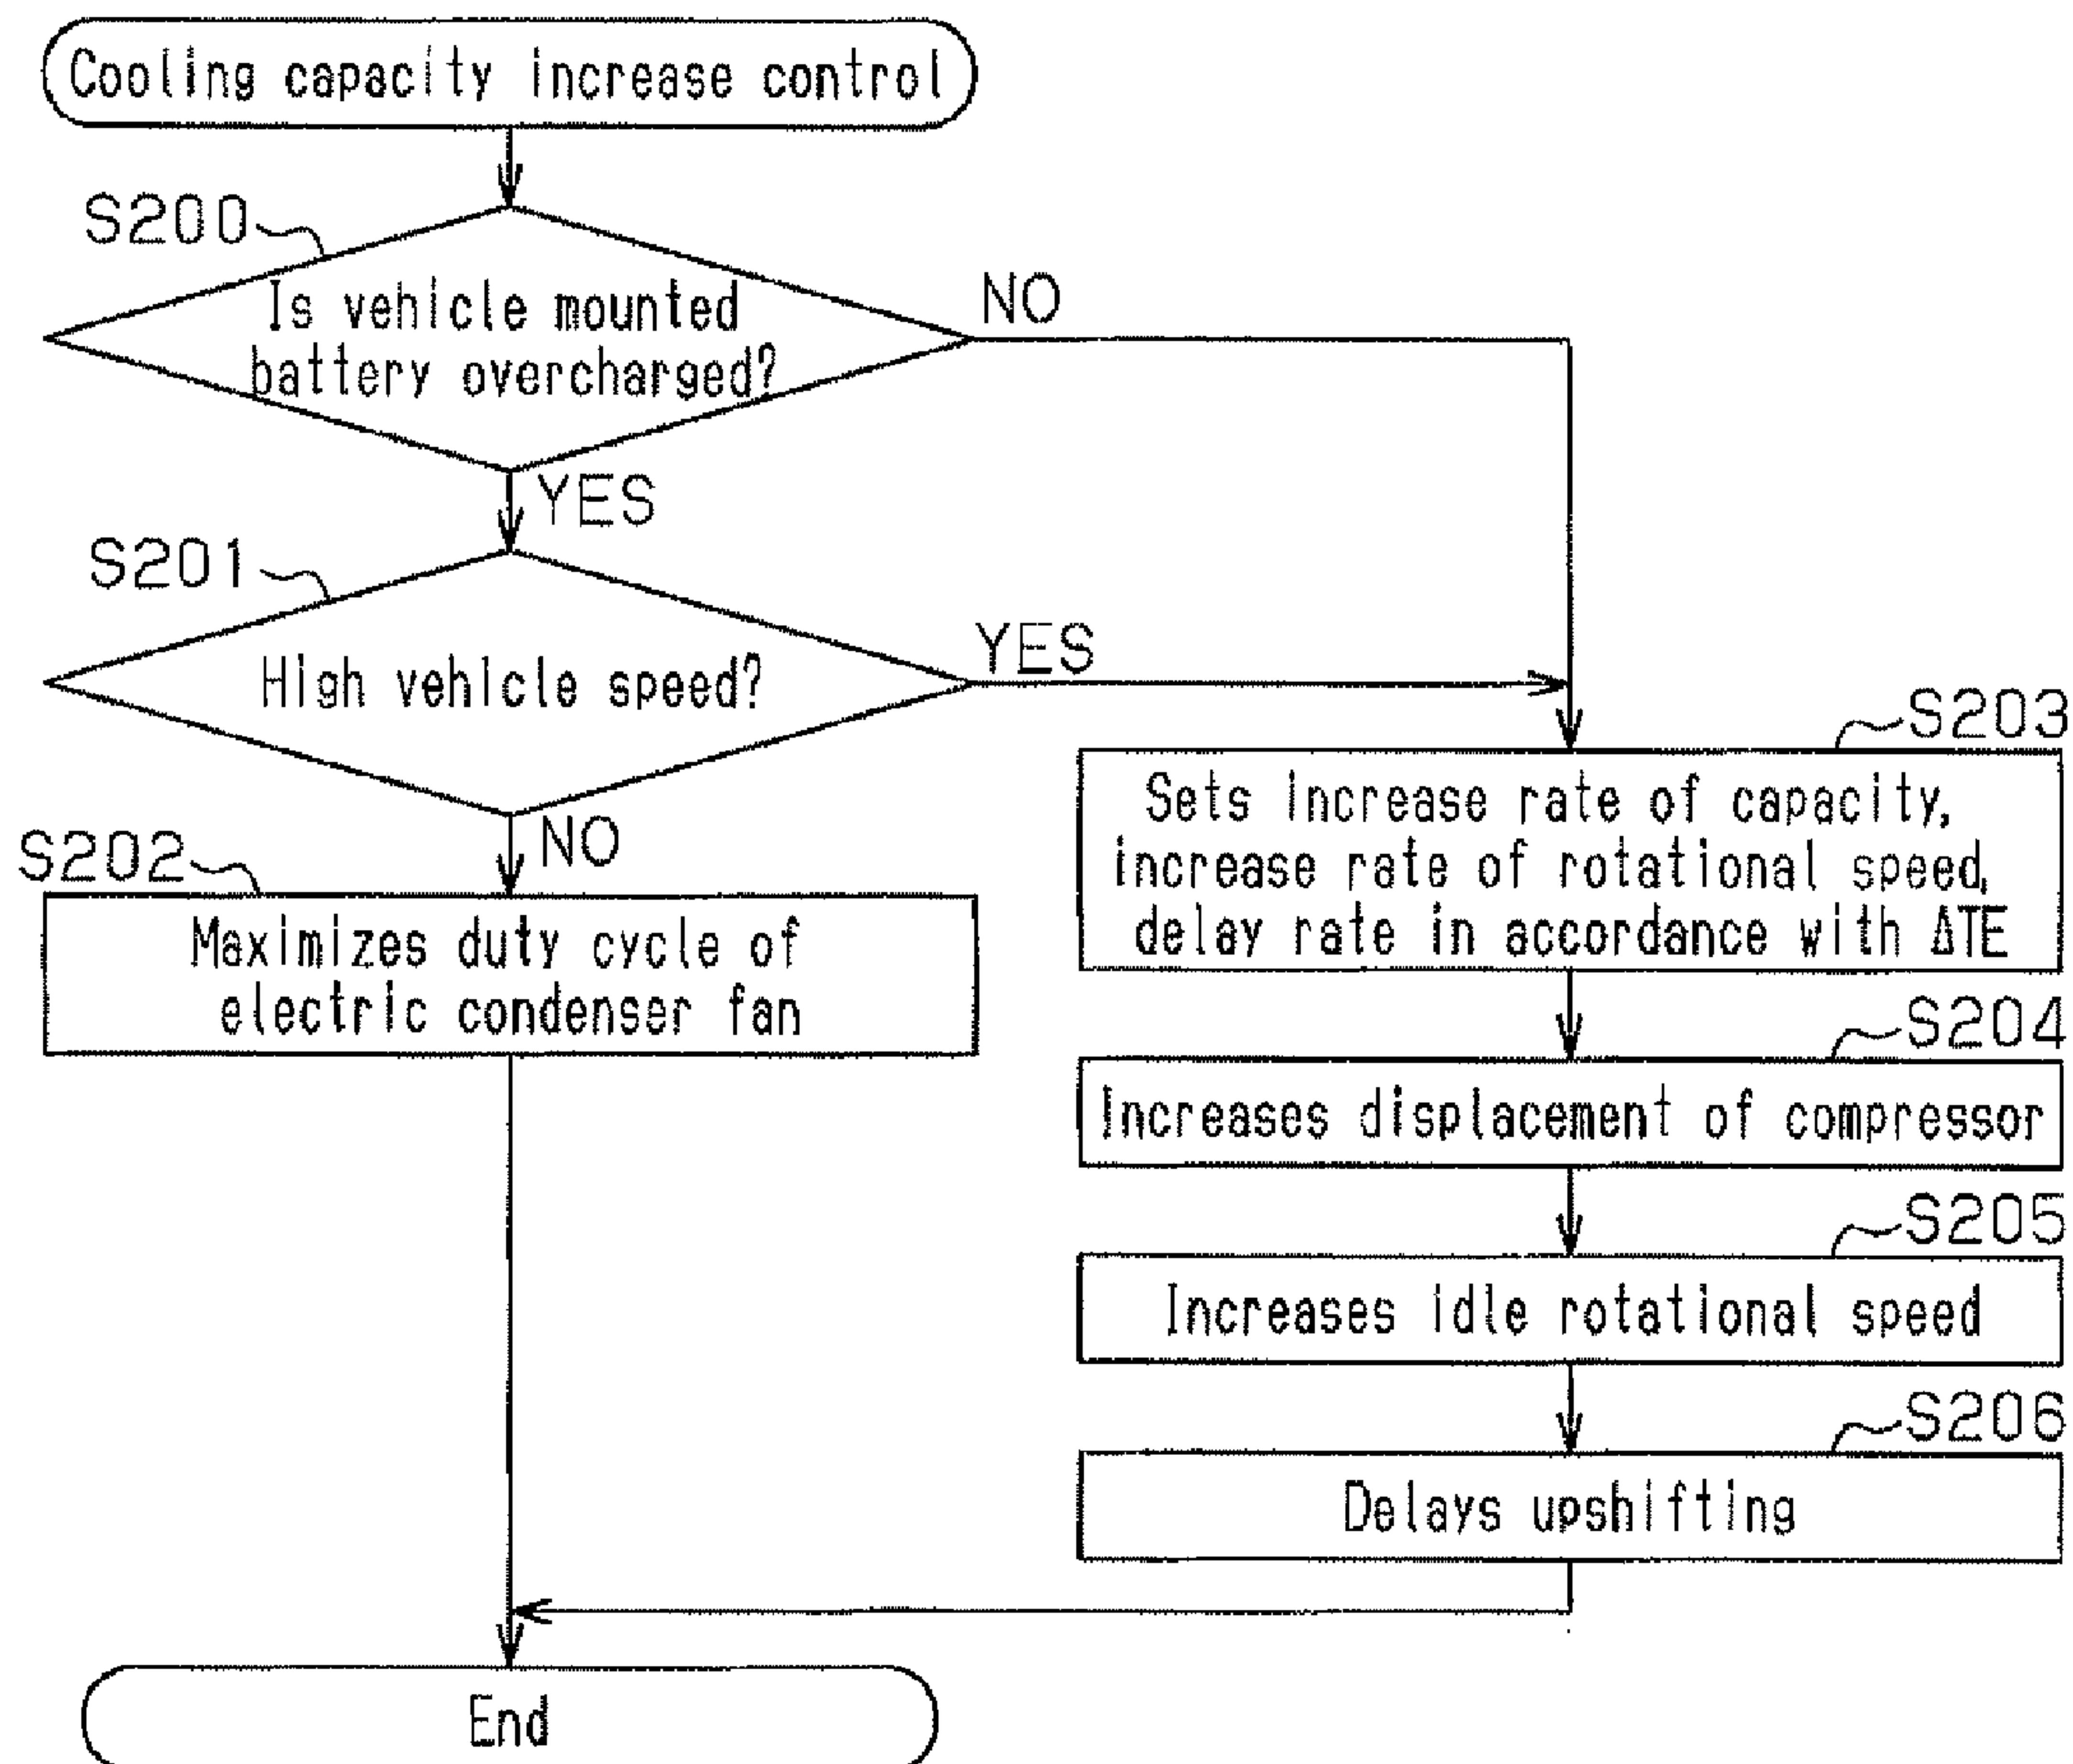 Cooling capacity increase control
S200
Is vehicle mounted
battery overcharged?
NO
YES
S201
High vehicle speed?
YES
NO
S202
Maximizes duty cycle of
electric condenser fan
S203
Sets increase rate of capacity,
increase rate of rotational speed,
delay rate in accordance with ΔTE
S204
Increases displacement of compressor
S205
Increases idle rotational speed
S206
Delays upshifting
End